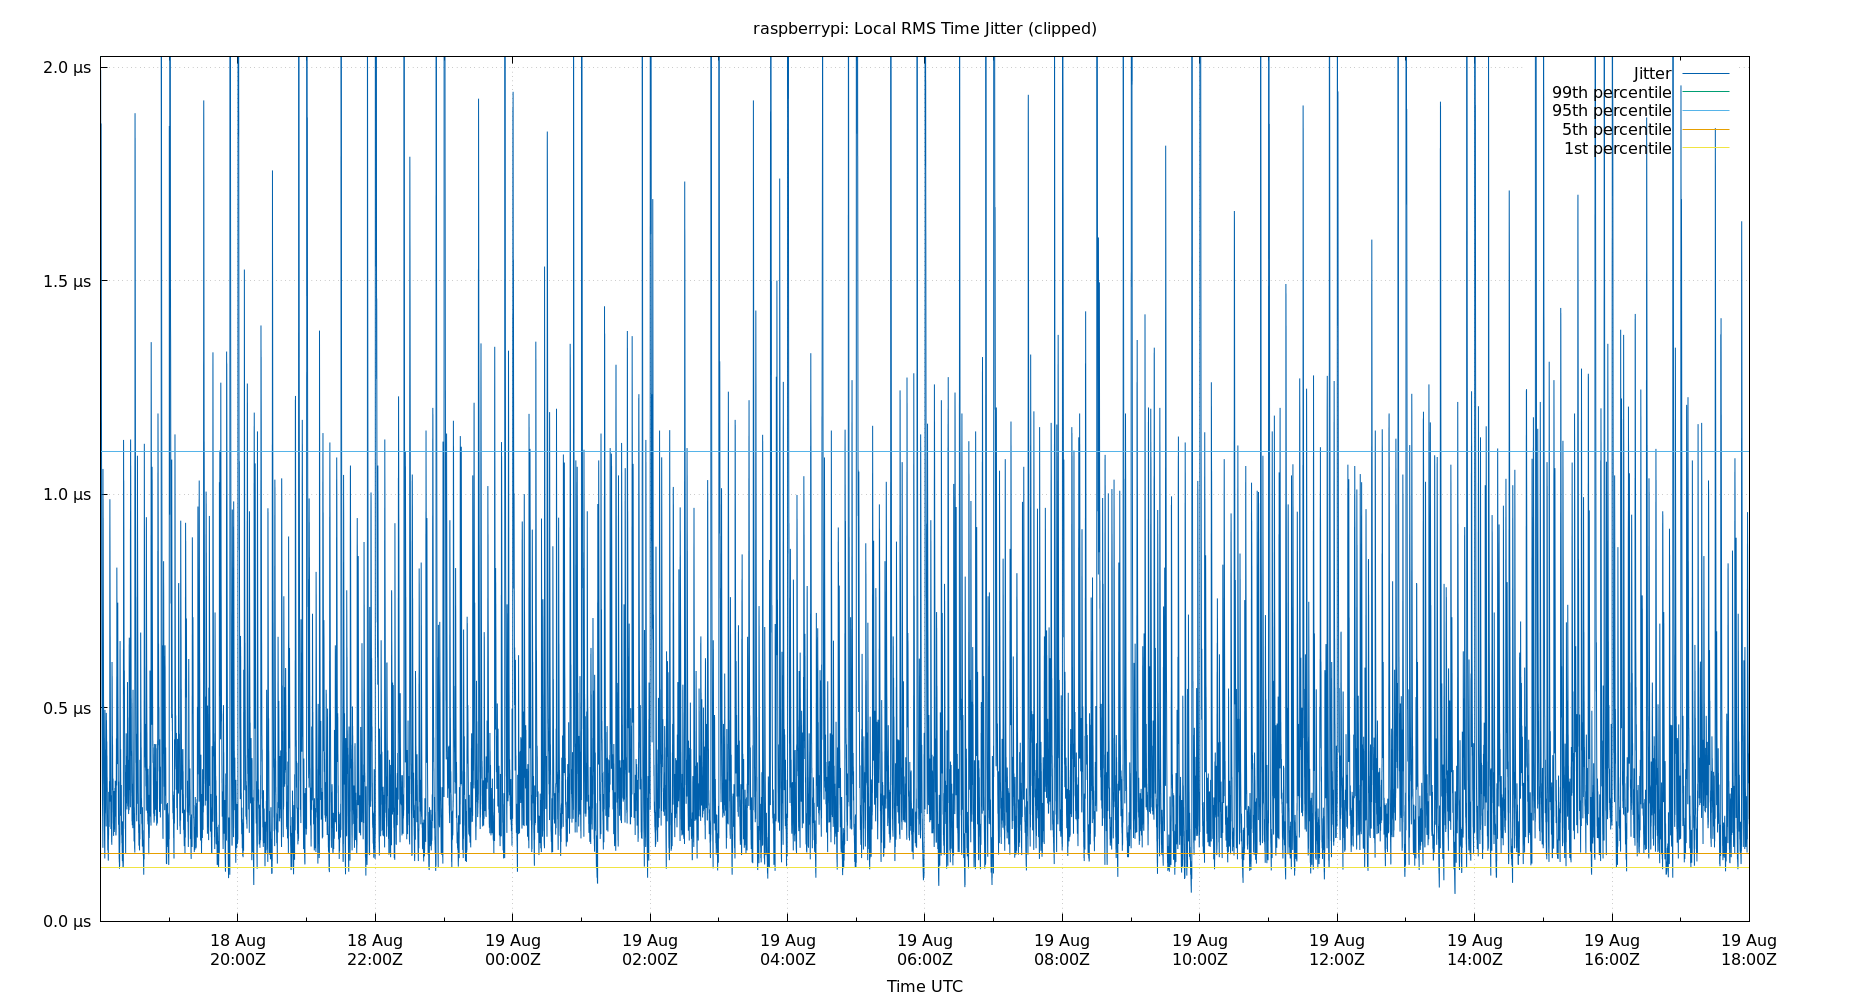 raspberrypi: Local RMS Time Jitter (clipped)
2.0 µs
1.5 µs
1.0 µs
0.5 µs
0.0 µs
Jitter
99th percentile
95th percentile
5th percentile
1st percentile
18 Aug
20:00Z
18 Aug
22:00Z
19 Aug
00:00Z
19 Aug
02:00Z
19 Aug
04:00Z
19 Aug
06:00Z
19 Aug
08:00Z
19 Aug
10:00Z
19 Aug
12:00Z
19 Aug
14:00Z
19 Aug
16:00Z
19 Aug
18:00Z
Time UTC